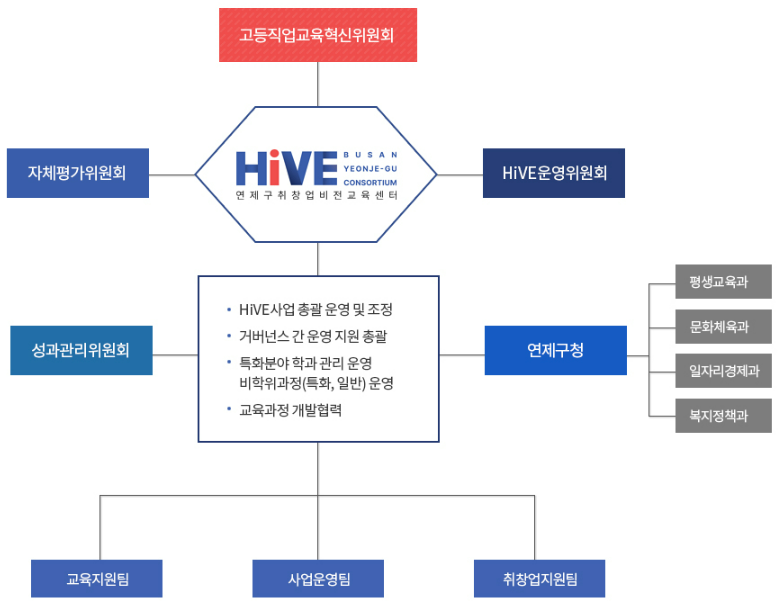 고등직업교육혁신위원회
자체평가위원회
HiVE
BUSAN
YEONJE-GU
CONSORTIUM
연제구취창업비전교육센터
HiVE운영위원회
성과관리위원회
• HiVE사업 총괄 운영 및 조정
• 거버넌스 간 운영 지원 총괄
• 특화분야 학과 관리 운영
비학위과정(특화, 일반) 운영
• 교육과정 개발협력
연제구청
평생교육과
문화체육과
일자리경제과
복지정책과
교육지원팀
사업운영팀
취창업지원팀